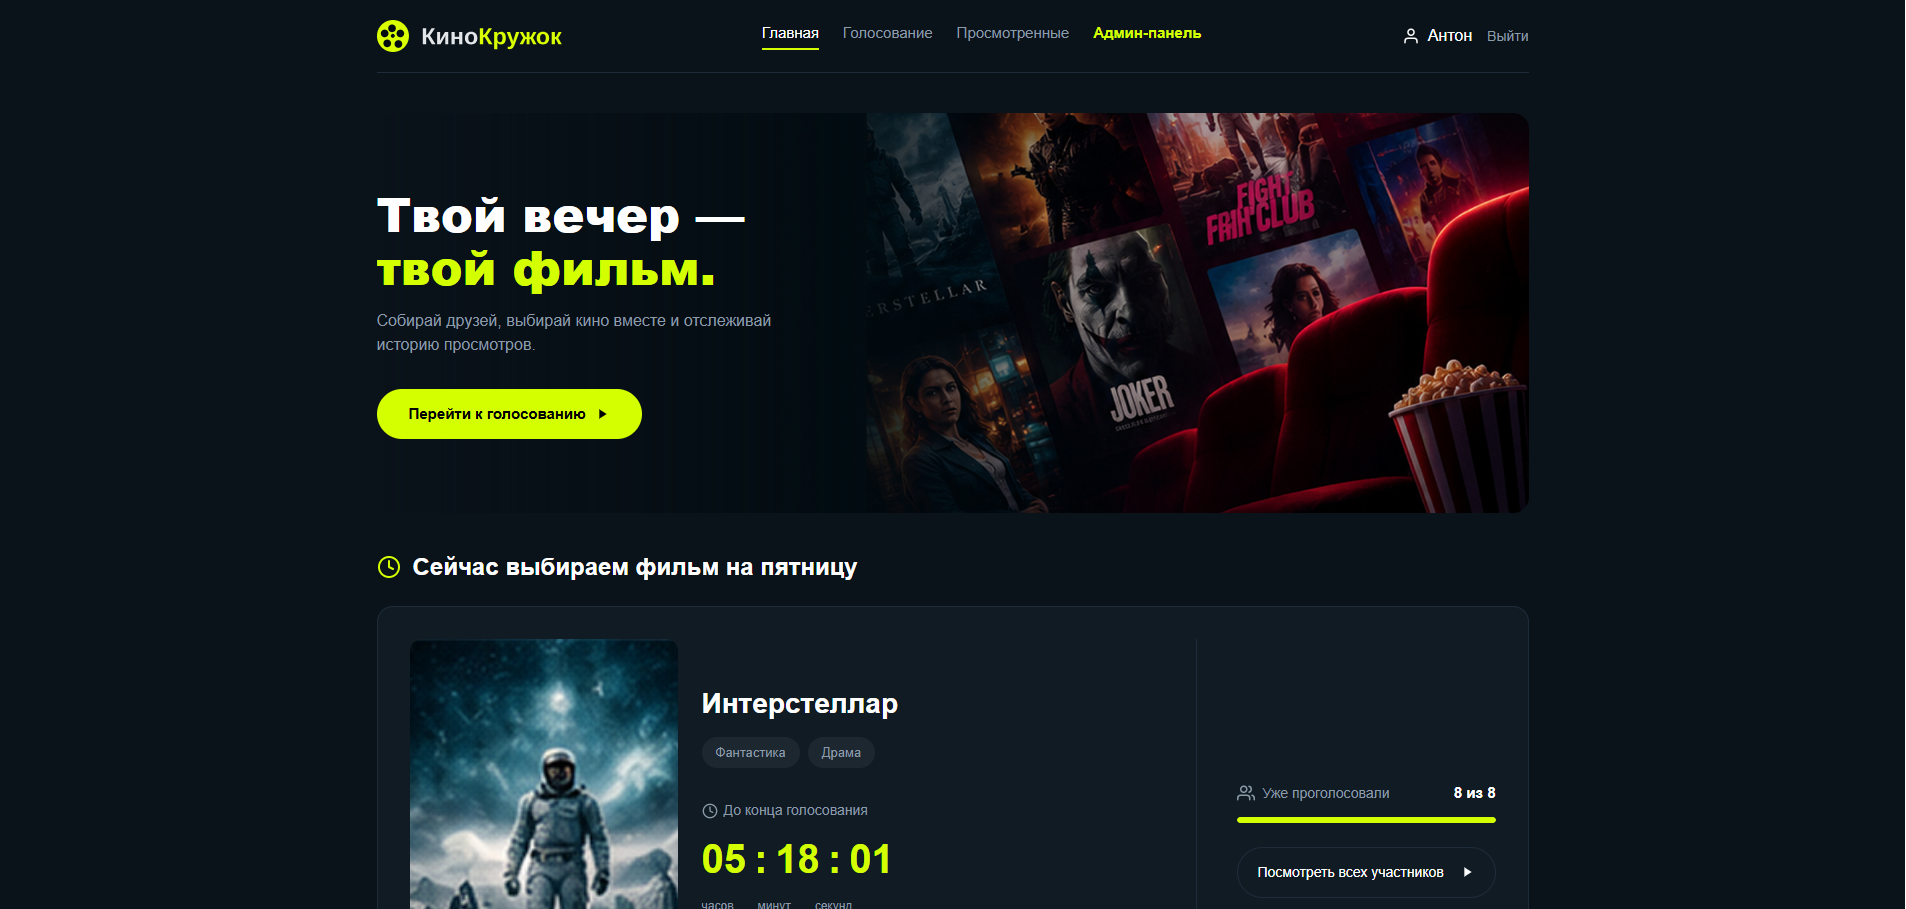 КиноКружок
Главная
Голосование
Просмотренные
Админ-панель
Антон
Выйти
Твой вечер —
твой фильм.
Собирай друзей, выбирай кино вместе и отслеживай
историю просмотров.
Перейти к голосованию
ERSTELLAR
JOKER
FIGHT
FRIH CLUB
Сейчас выбираем фильм на пятницу
Интерстеллар
Фантастика
Драма
До конца голосования
05 : 18 : 01
часов
минут
секунд
Уже проголосовали
8 из 8
Посмотреть всех участников